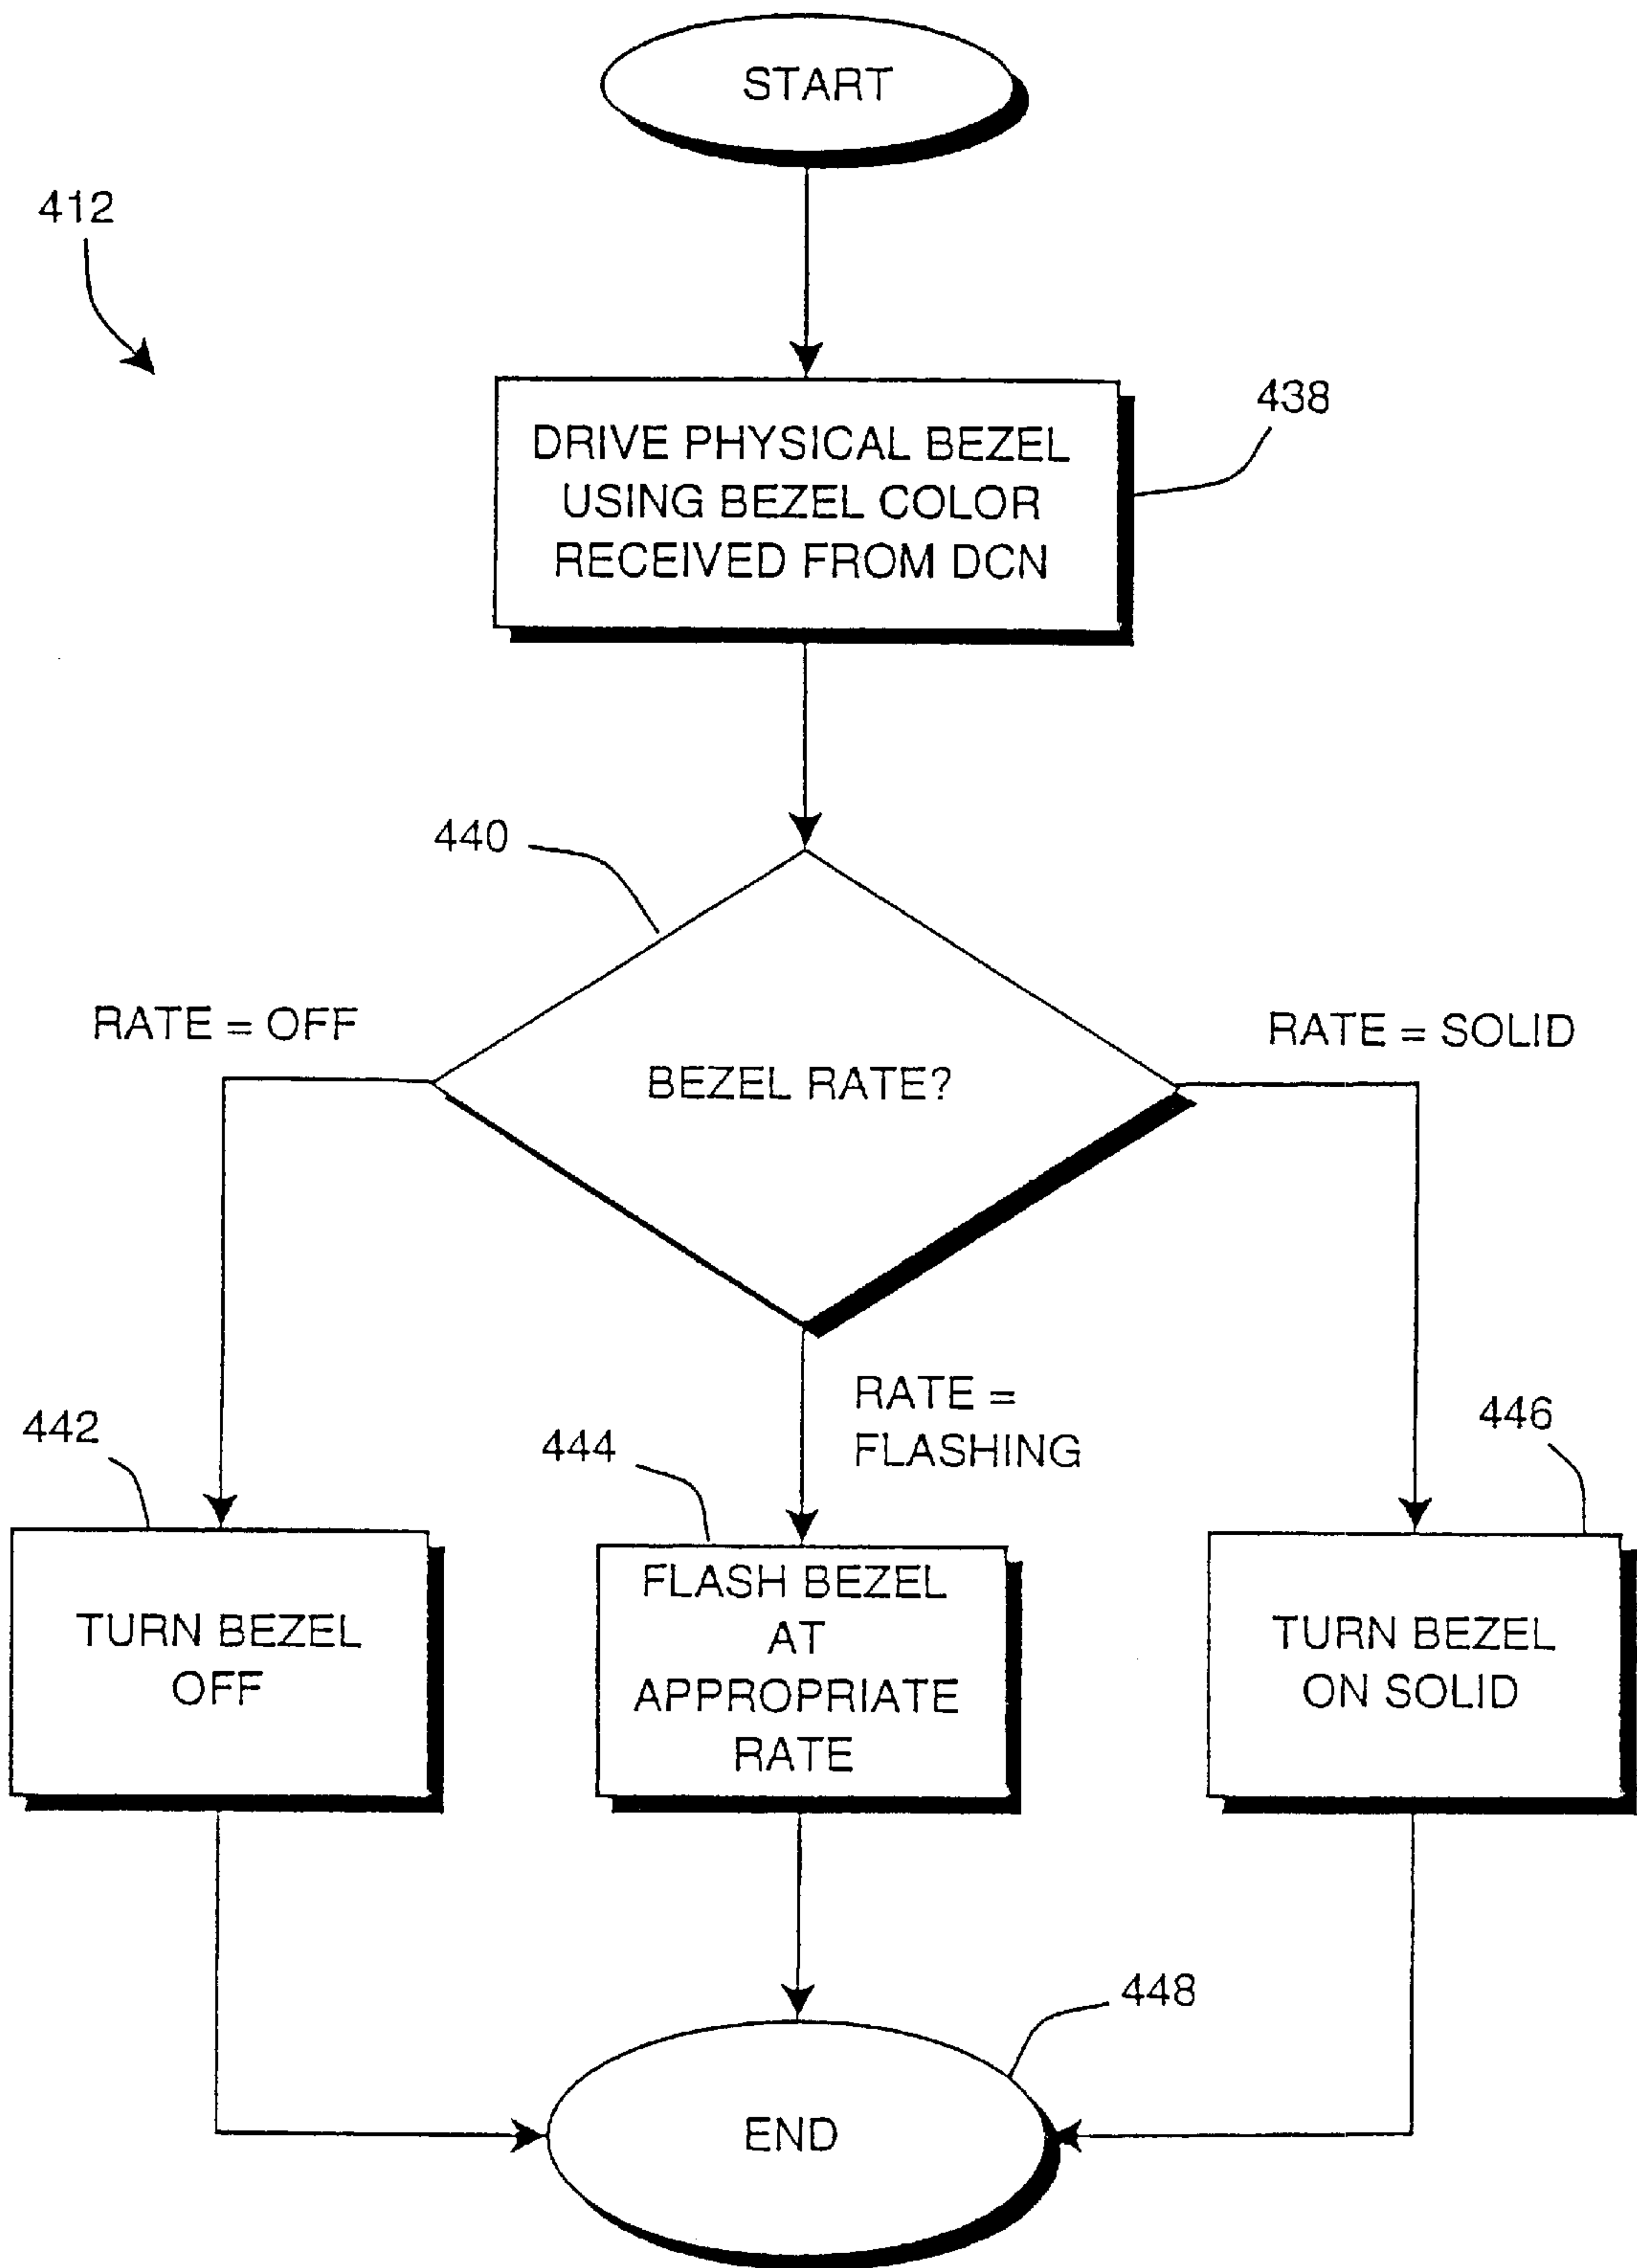 START
412
438
DRIVE PHYSICAL BEZEL
USING BEZEL COLOR
RECEIVED FROM DCN
440
RATE = OFF
RATE = SOLID
BEZEL RATE?
RATE =
FLASHING
442
444
446
TURN BEZEL
OFF
FLASH BEZEL
AT
APPROPRIATE
RATE
TURN BEZEL
ON SOLID
448
END